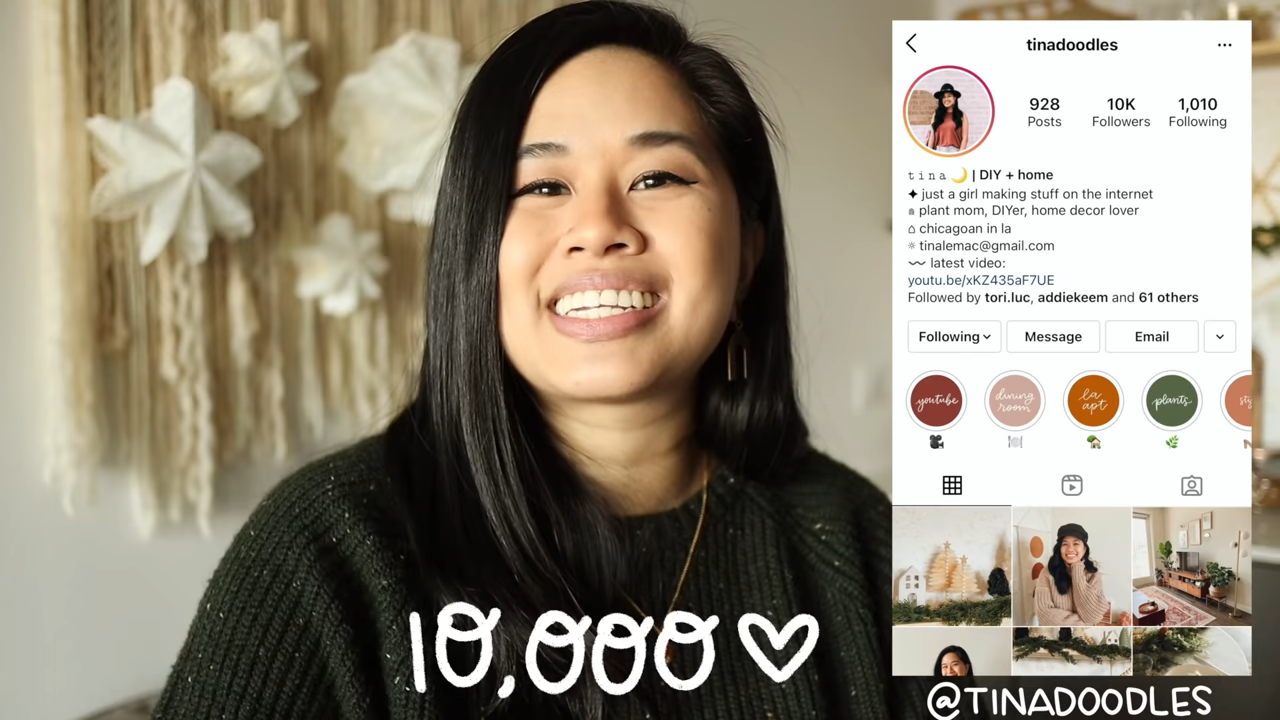 tinadoodles
928
Posts
10K
Followers
1,010
Following
tina 🌙 | DIY + home
✦ just a girl making stuff on the internet
plant mom, DIYer, home decor lover
⌂ chicagoan in la
☼ tinalemac@gmail.com
〰 latest video:
youtu.be/xKZ435aF7UE
Followed by tori.luc, addiekeem and 61 others
Following
Message
Email
youtube
dining
room
la
apt
plants
10,000 ♡
@TINADOODLES